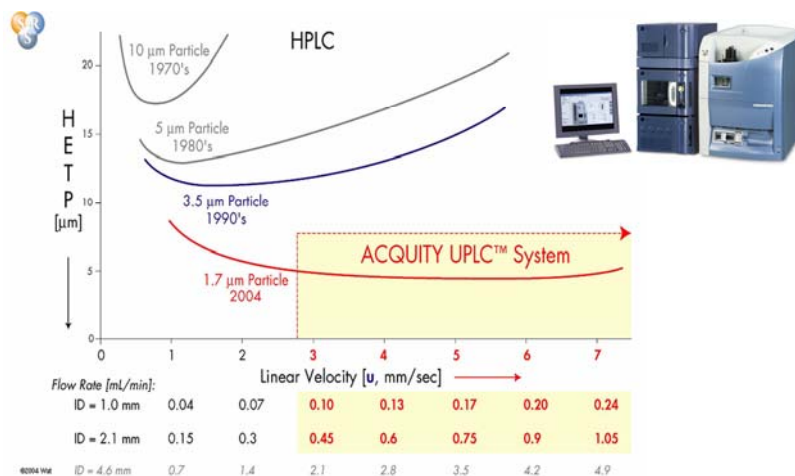 S R
S
HPLC
10 µm Particle
1970's
5 µm Particle
1980's
3.5 µm Particle
1990's
1.7 µm Particle
2004
ACQUITY UPLC™ System
HETP
[µm]
20
15
10
5
0
0 1 2 3 4 5 6 7
Linear Velocity [u, mm/sec]
Flow Rate [mL/min]:
ID = 1.0 mm 0.04 0.07 0.10 0.13 0.17 0.20 0.24
ID = 2.1 mm 0.15 0.3 0.45 0.6 0.75 0.9 1.05
ID = 4.6 mm 0.7 1.4 2.1 2.8 3.5 4.2 4.9
©2004 Wat